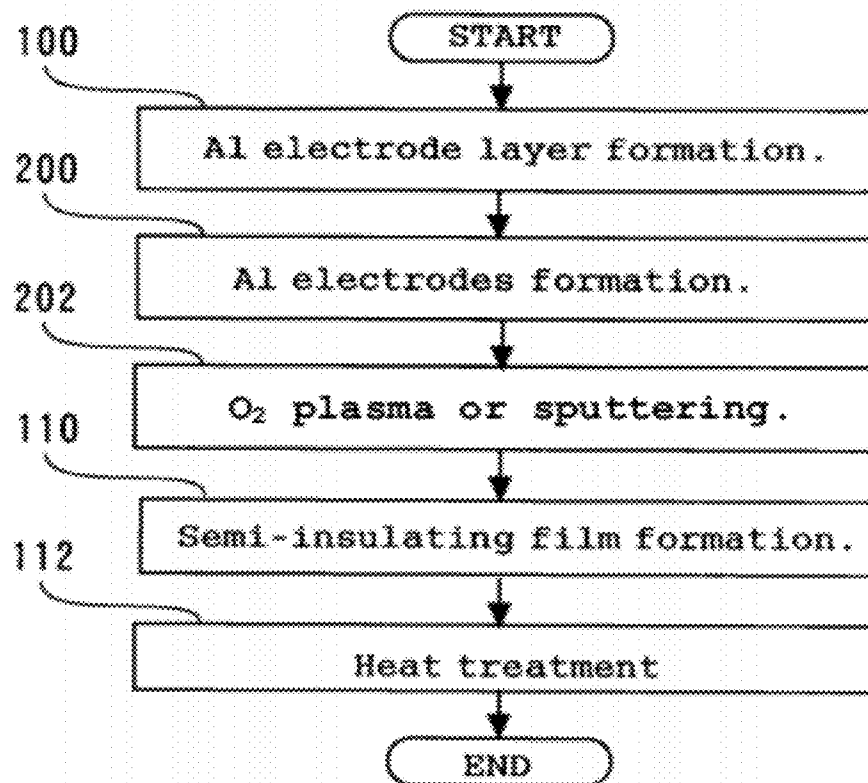 START
100
Al electrode layer formation.
200
Al electrodes formation.
202
O₂ plasma or sputtering.
110
Semi-insulating film formation.
112
Heat treatment
END